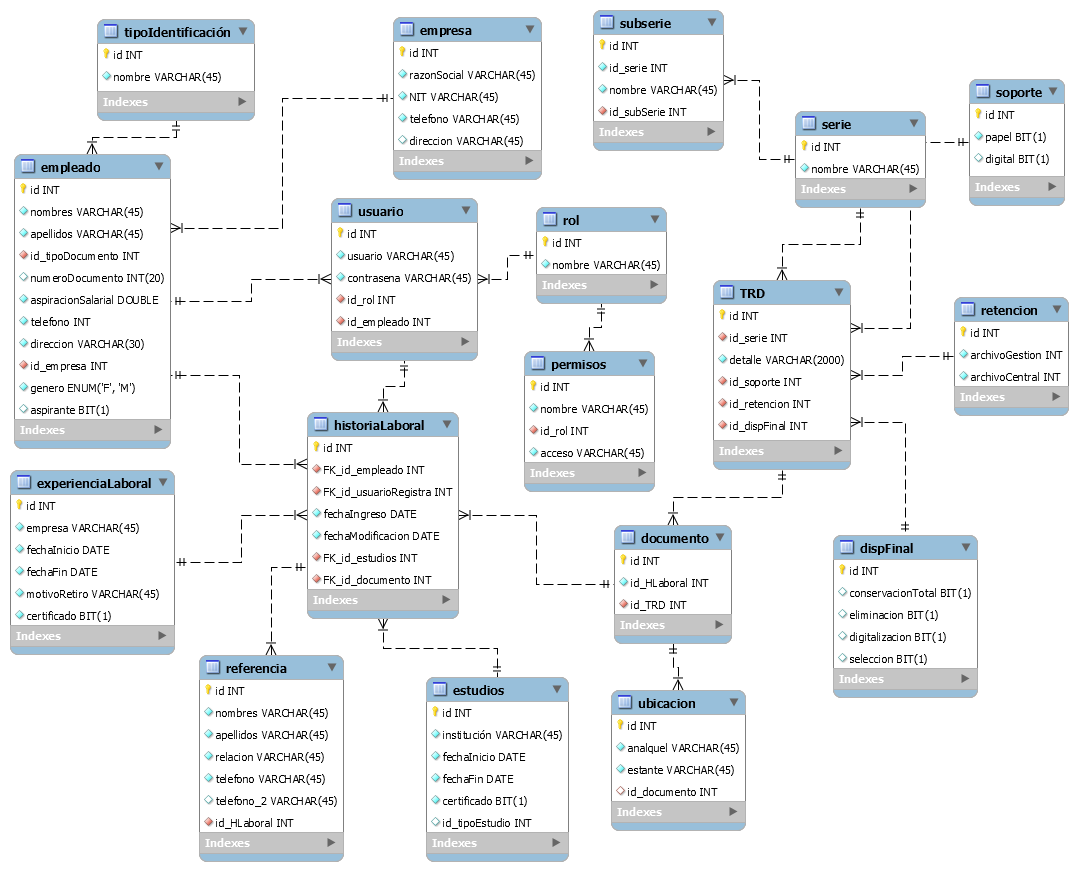 tipoIdentificación
id INT
nombre VARCHAR(45)
Indexes
empresa
id INT
razonSocial VARCHAR(45)
NIT VARCHAR(45)
telefono VARCHAR(45)
direccion VARCHAR(45)
Indexes
subserie
id INT
id_serie INT
nombre VARCHAR(45)
id_subSerie INT
Indexes
serie
id INT
nombre VARCHAR(45)
Indexes
soporte
id INT
papel BIT(1)
digital BIT(1)
Indexes
empleado
id INT
nombres VARCHAR(45)
apellidos VARCHAR(45)
id_tipoDocumento INT
numeroDocumento INT(20)
aspiracionSalarial DOUBLE
telefono INT
direccion VARCHAR(30)
id_empresa INT
genero ENUM('F', 'M')
aspirante BIT(1)
Indexes
usuario
id INT
usuario VARCHAR(45)
contrasena VARCHAR(45)
id_rol INT
id_empleado INT
Indexes
rol
id INT
nombre VARCHAR(45)
Indexes
TRD
id INT
id_serie INT
detalle VARCHAR(2000)
id_soporte INT
id_retencion INT
id_dispFinal INT
Indexes
retencion
id INT
archivoGestion INT
archivoCentral INT
Indexes
permisos
id INT
nombre VARCHAR(45)
id_rol INT
acceso VARCHAR(45)
Indexes
historiaLaboral
id INT
FK_id_empleado INT
FK_id_usuarioRegistra INT
fechaIngreso DATE
fechaModificacion DATE
FK_id_estudios INT
FK_id_documento INT
Indexes
experienciaLaboral
id INT
empresa VARCHAR(45)
fechaInicio DATE
fechaFin DATE
motivoRetiro VARCHAR(45)
certificado BIT(1)
Indexes
documento
id INT
id_HLaboral INT
id_TRD INT
Indexes
dispFinal
id INT
conservacionTotal BIT(1)
eliminacion BIT(1)
digitalizacion BIT(1)
seleccion BIT(1)
Indexes
referencia
id INT
nombres VARCHAR(45)
apellidos VARCHAR(45)
relacion VARCHAR(45)
telefono VARCHAR(45)
telefono_2 VARCHAR(45)
id_HLaboral INT
Indexes
estudios
id INT
institución VARCHAR(45)
fechaInicio DATE
fechaFin DATE
certificado BIT(1)
id_tipoEstudio INT
Indexes
ubicacion
id INT
analquel VARCHAR(45)
estante VARCHAR(45)
id_documento INT
Indexes